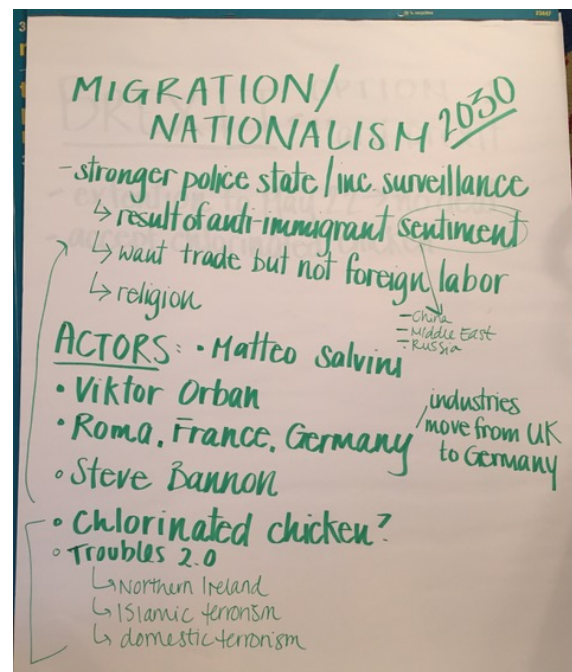 MIGRATION/
NATIONALISM 2030
- stronger police state/inc. surveillance
↳ result of anti-immigrant sentiment
↳ want trade but not foreign labor
↳ religion
- China
- Middle East
- Russia
ACTORS: • Matteo Salvini
• Viktor Orban
• Roma, France, Germany
industries
move from UK
to Germany
• Steve Bannon
• Chlorinated chicken?
• Troubles 2.0
↳ Northern Ireland
↳ Islamic terrorism
↳ domestic terrorism